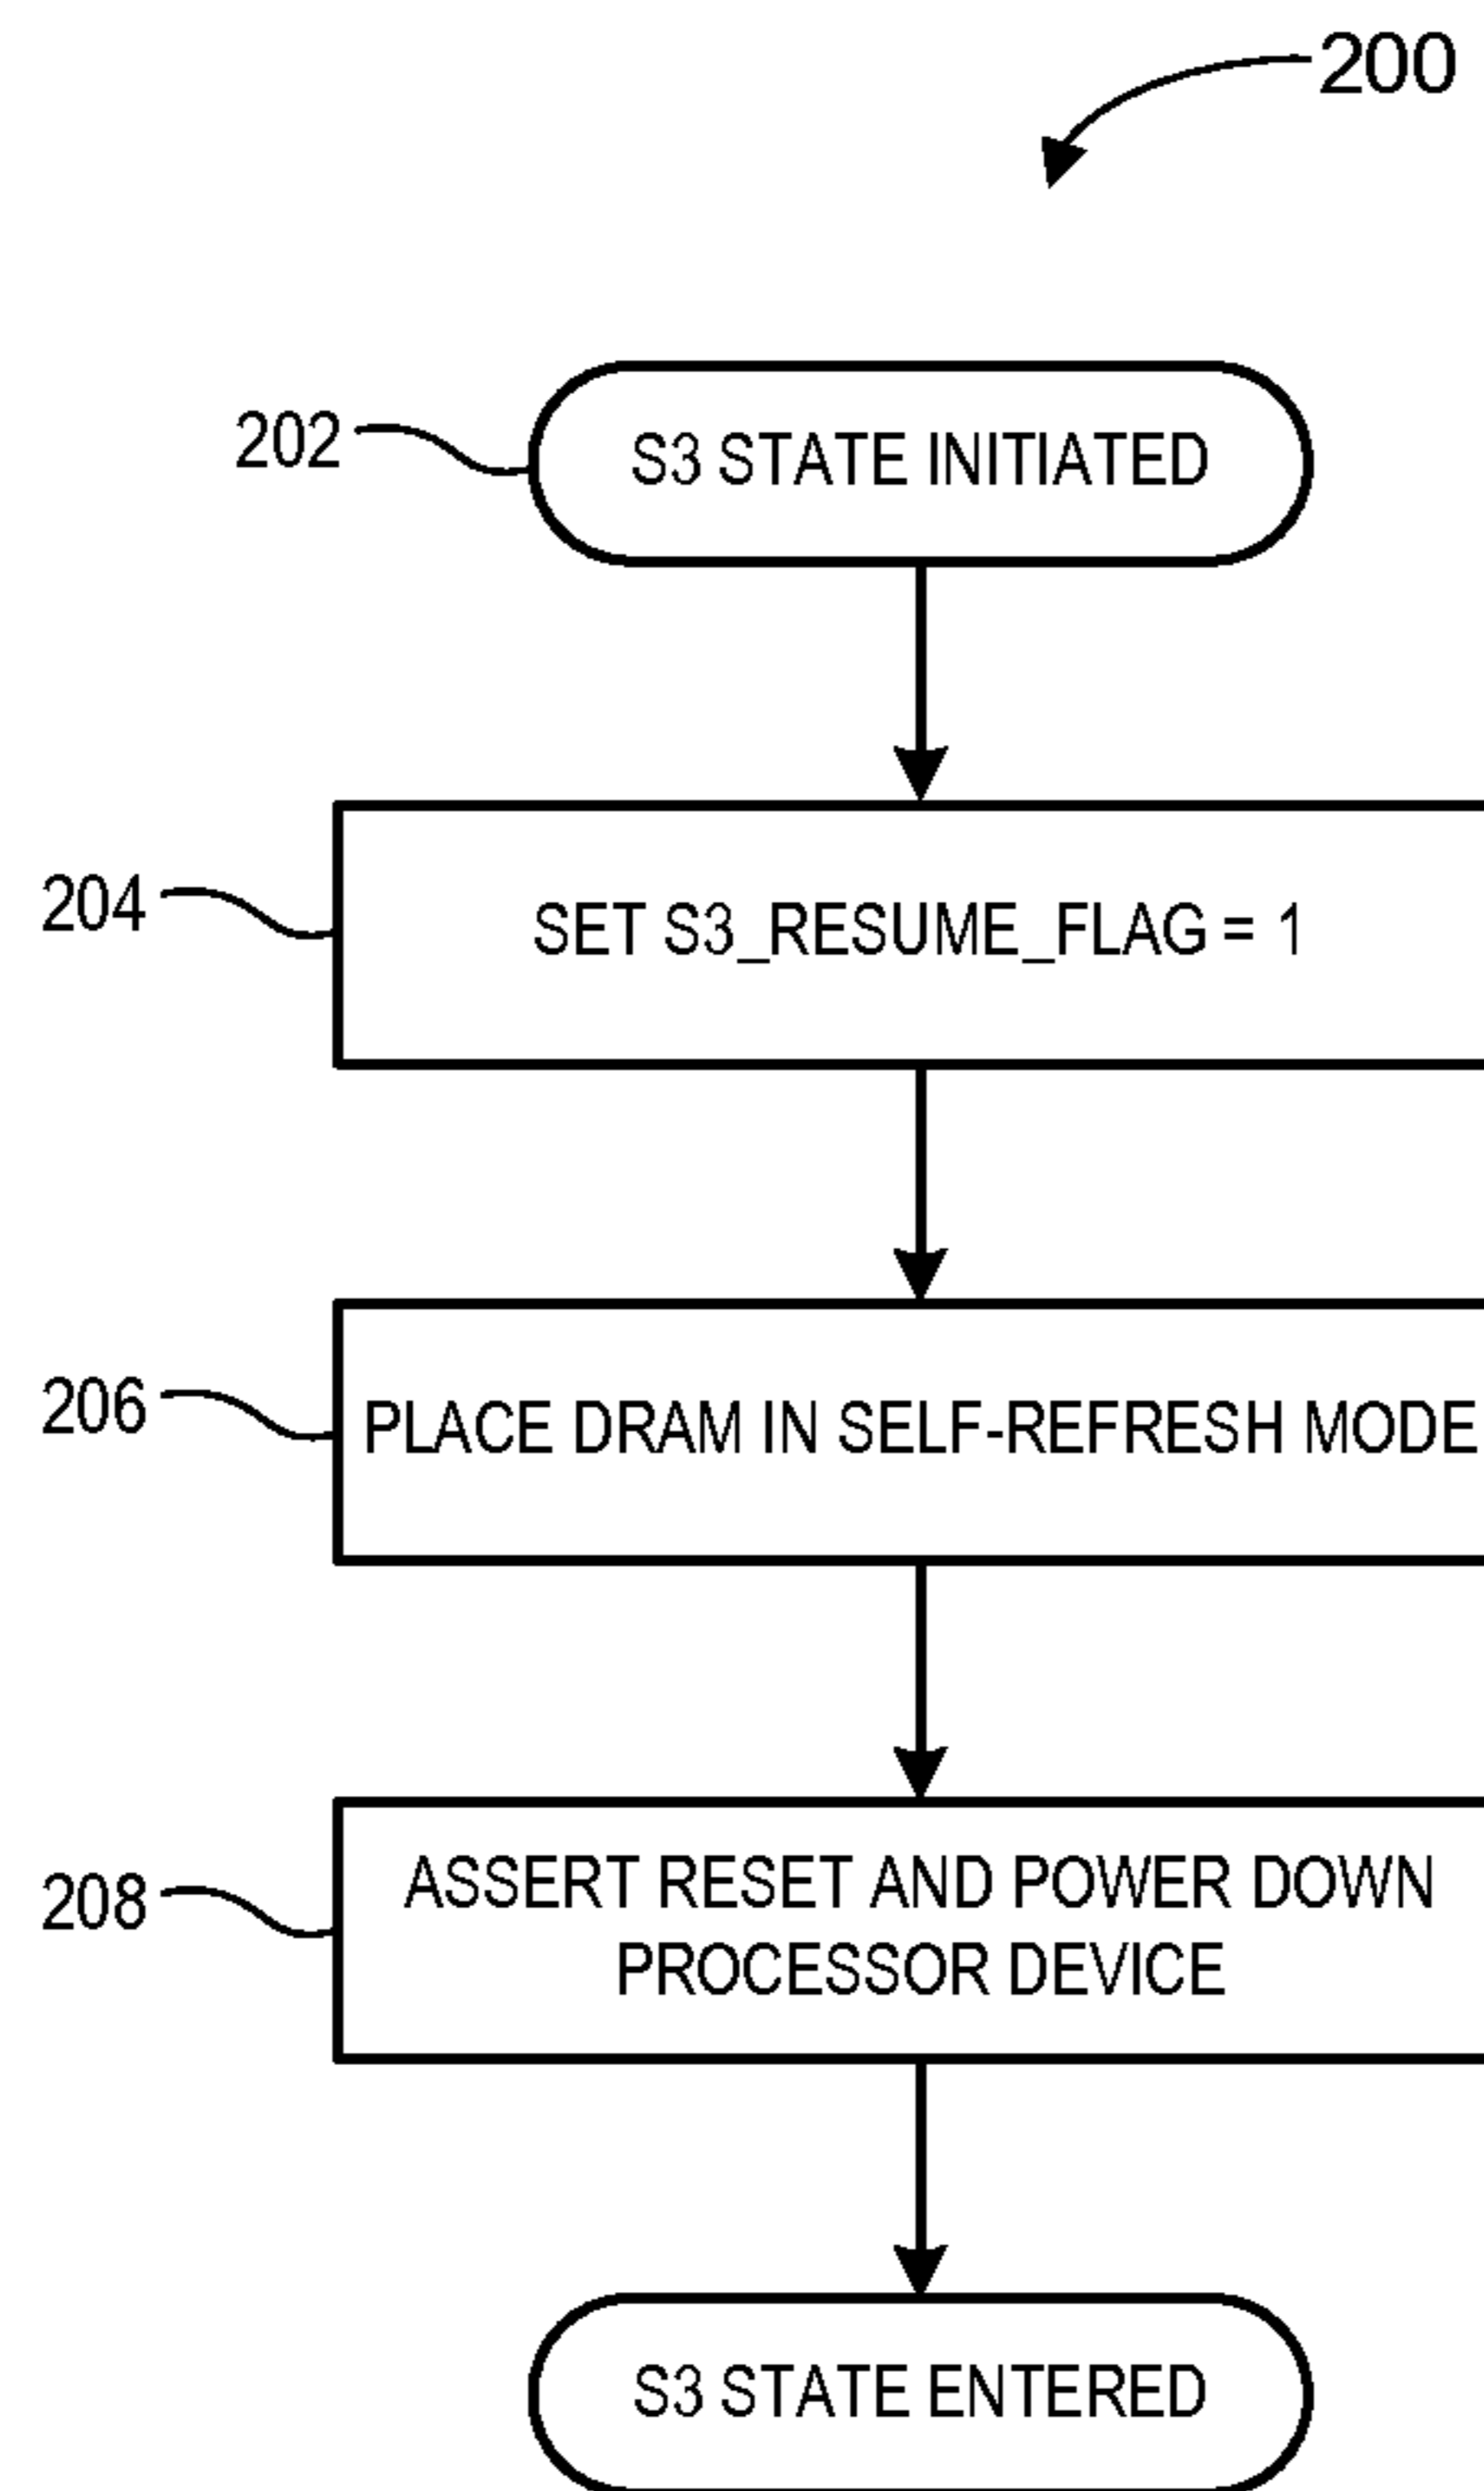 200
202
S3 STATE INITIATED
204
SET S3_RESUME_FLAG = 1
206
PLACE DRAM IN SELF-REFRESH MODE
208
ASSERT RESET AND POWER DOWN
PROCESSOR DEVICE
S3 STATE ENTERED